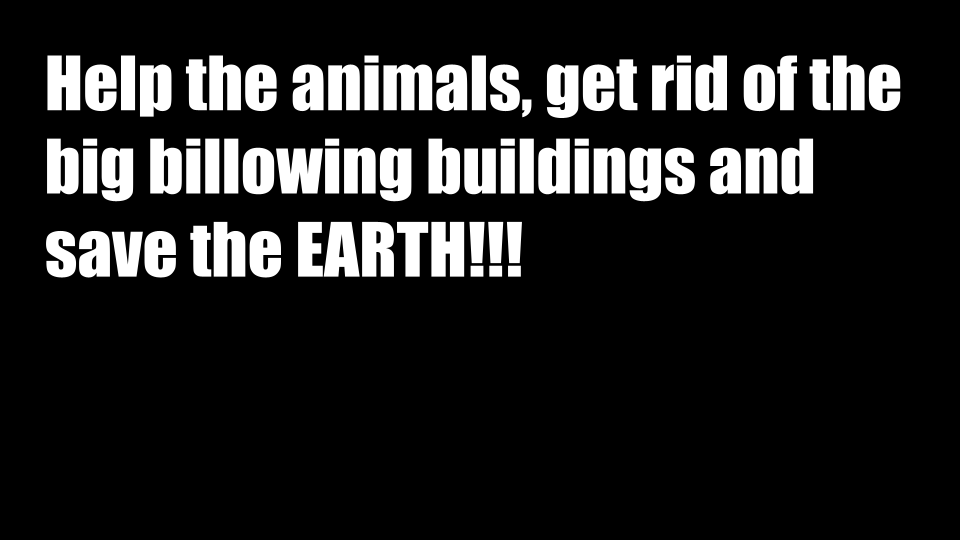 Help the animals, get rid of the
big billowing buildings and
save the EARTH!!!